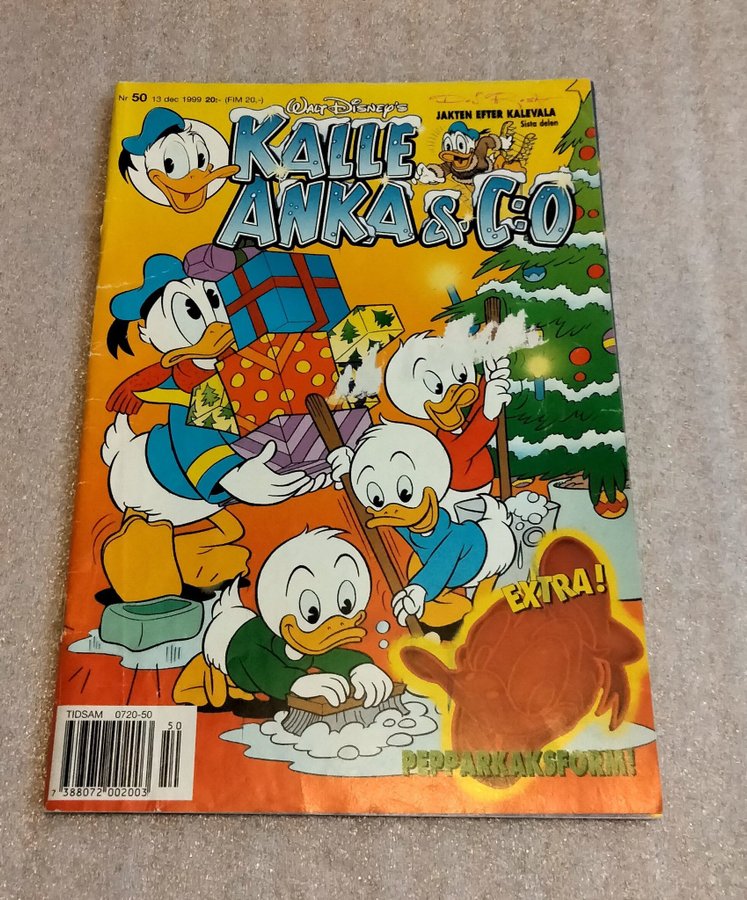 Nr 50 13 dec 1999 20:- (FIM 20,-)
WALT DISNEY'S
KALLE
ANKA & C:O
JAKTEN EFTER KALEVALA
Sista delen
EXTRA!
PEPPARKAKSFORM!
TIDSAM 0720-50
50
7 388072 002003